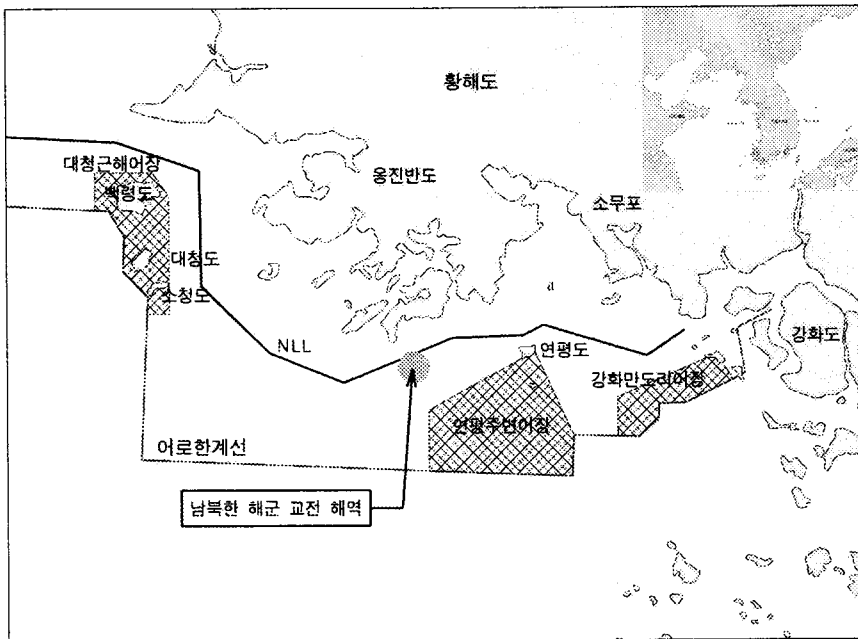 황해도
대청근해어장
백령도
옹진반도
소무포
대청도
소청도
강화도
NLL
연평도
강화만도리어장
연평주변어장
어로한계선
남북한 해군 교전 해역